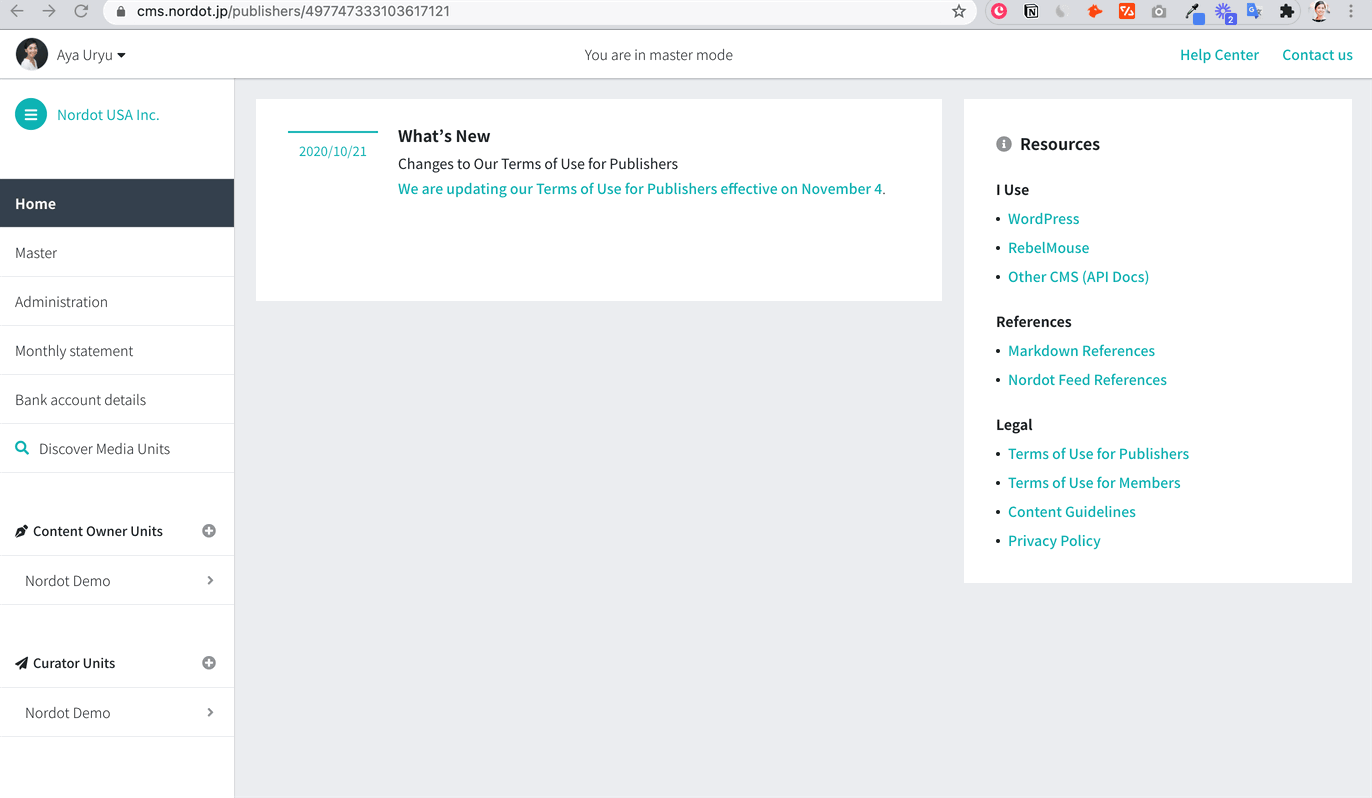 cms.nordot.jp/publishers/497747333103617121
2
Aya Uryu
You are in master mode
Help Center
Contact us
Nordot USA Inc.
Home
Master
Administration
Monthly statement
Bank account details
Discover Media Units
Content Owner Units
Nordot Demo
Curator Units
Nordot Demo
2020/10/21
What's New
Changes to Our Terms of Use for Publishers
We are updating our Terms of Use for Publishers effective on November 4.
Resources
I Use
• WordPress
• RebelMouse
• Other CMS (API Docs)
References
• Markdown References
• Nordot Feed References
Legal
• Terms of Use for Publishers
• Terms of Use for Members
• Content Guidelines
• Privacy Policy